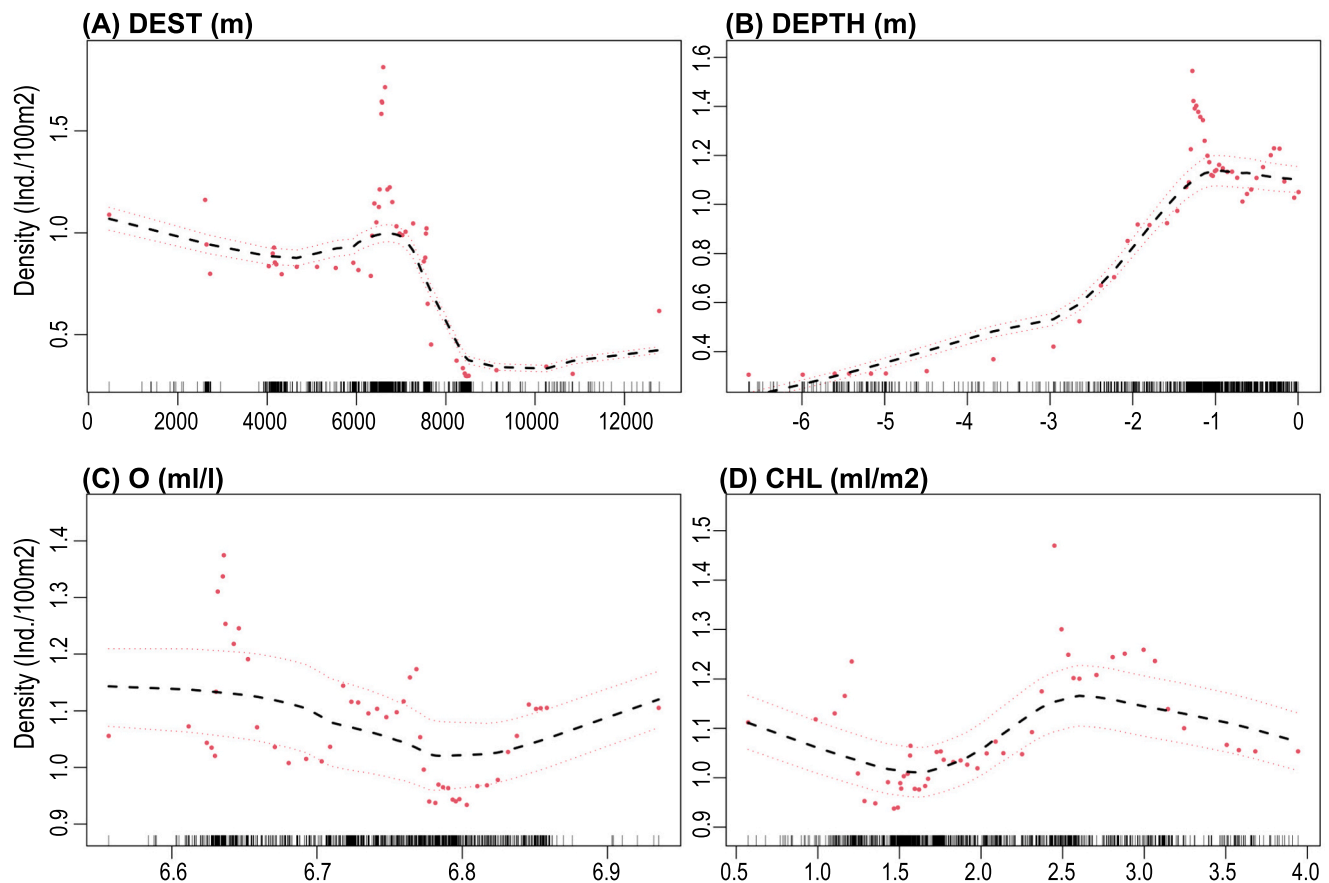 (A) DEST (m)
(B) DEPTH (m)
Density (Ind./100m2)
0.5 1.0 1.5
0 2000 4000 6000 8000 10000 12000
0.4 0.6 0.8 1.0 1.2 1.4 1.6
-6 -5 -4 -3 -2 -1 0
(C) O (ml/l)
(D) CHL (ml/m2)
Density (Ind./100m2)
0.9 1.0 1.1 1.2 1.3 1.4
6.6 6.7 6.8 6.9
0.9 1.0 1.1 1.2 1.3 1.4 1.5
0.5 1.0 1.5 2.0 2.5 3.0 3.5 4.0